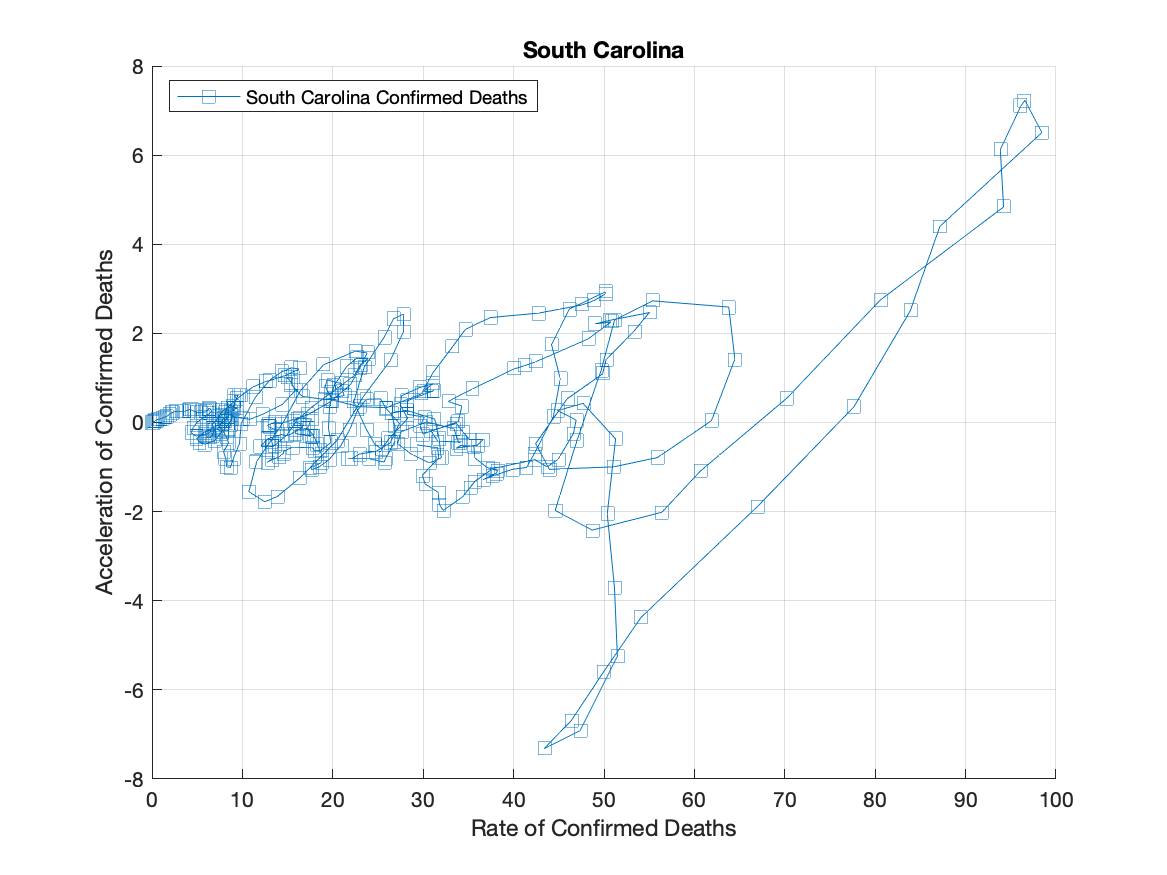 South Carolina
South Carolina Confirmed Deaths
8
6
4
2
0
-2
-4
-6
-8
Acceleration of Confirmed Deaths
0 10 20 30 40 50 60 70 80 90 100
Rate of Confirmed Deaths